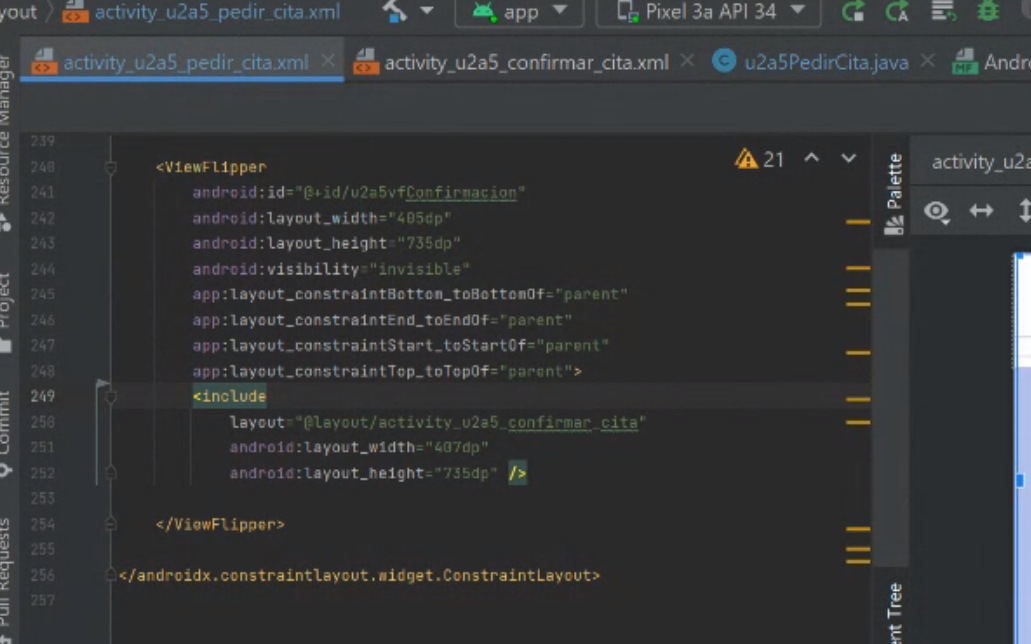 yout
activity_u2a5_pedir_cita.xml
app
Pixel 3a API 34
activity_u2a5_pedir_cita.xml
activity_u2a5_confirmar_cita.xml
u2a5PedirCita.java
Andro
Resource Manager
Project
Commit
Pull Requests
21
Palette
activity_u2a
239
240 <ViewFlipper
241 android:id="@+id/u2a5vfConfirmacion"
242 android:layout_width="405dp"
243 android:layout_height="735dp"
244 android:visibility="invisible"
245 app:layout_constraintBottom_toBottomOf="parent"
246 app:layout_constraintEnd_toEndOf="parent"
247 app:layout_constraintStart_toStartOf="parent"
248 app:layout_constraintTop_toTopOf="parent">
249 <include
250 layout="@layout/activity_u2a5_confirmar_cita"
251 android:layout_width="407dp"
252 android:layout_height="735dp" />
253
254 </ViewFlipper>
255
256 </androidx.constraintlayout.widget.ConstraintLayout>
257
nt Tree